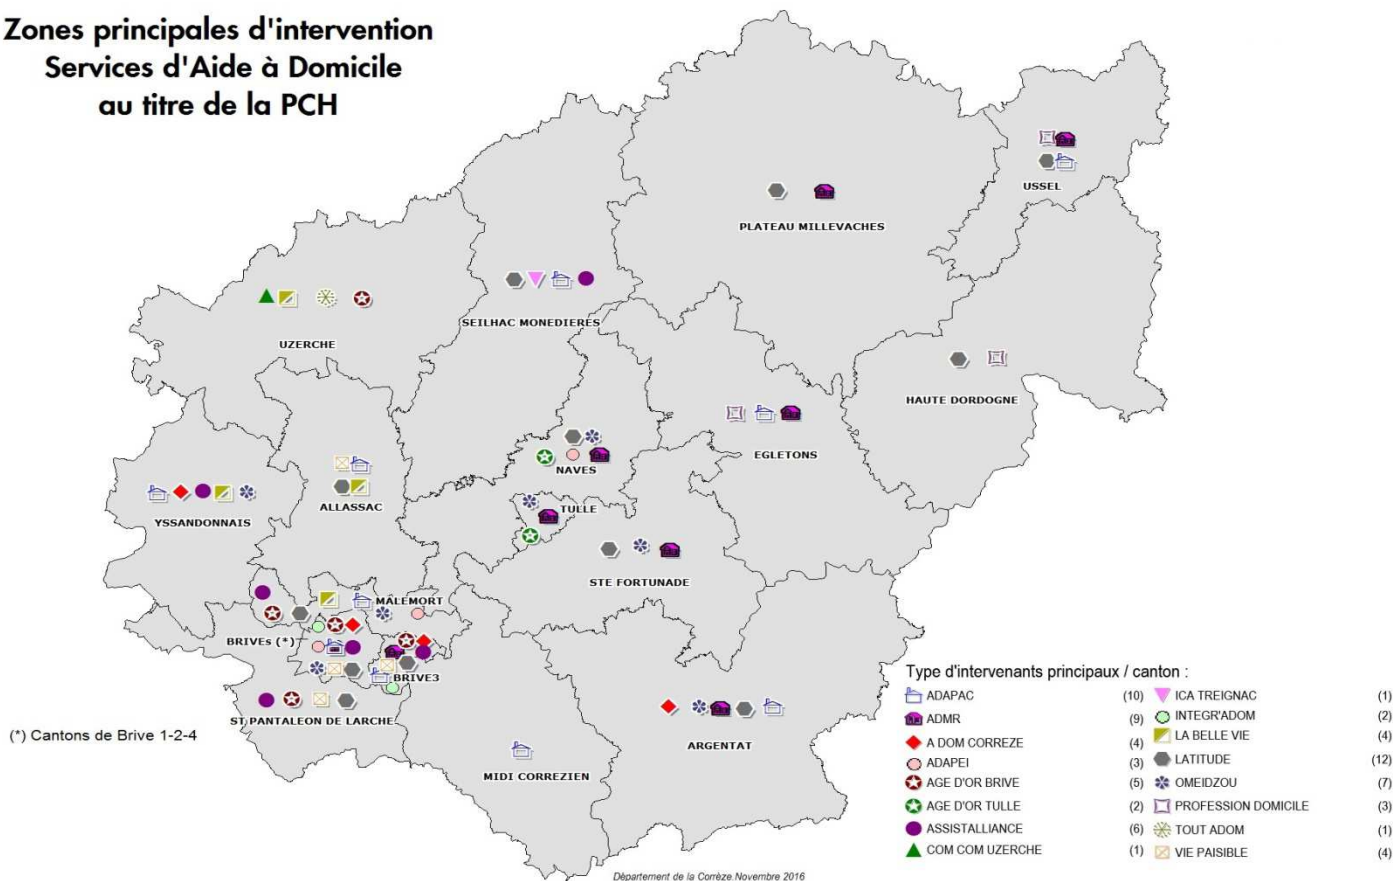 Zones principales d'intervention
Services d'Aide à Domicile
au titre de la PCH
USSEL
PLATEAU MILLEVACHES
SEILHAC MONEDIERES
UZERCHE
HAUTE DORDOGNE
EGLETONS
NAVES
ALLASSAC
YSSANDONNAIS
TULLE
STE FORTUNADE
MALEMORT
BRIVEs (*)
BRIVE3
ST PANTALEON DE LARCHE
(*) Cantons de Brive 1-2-4
ARGENTAT
MIDI CORREZIEN
Type d'intervenants principaux / canton :
ADAPAC (10)
ADMR (9)
A DOM CORREZE (4)
ADAPEI (3)
AGE D'OR BRIVE (5)
AGE D'OR TULLE (2)
ASSISTALLIANCE (6)
COM COM UZERCHE (1)
ICA TREIGNAC (1)
INTEGR'ADOM (2)
LA BELLE VIE (4)
LATITUDE (12)
OMEIDZOU (7)
PROFESSION DOMICILE (3)
TOUT ADOM (1)
VIE PAISIBLE (4)
Département de la Corrèze.Novembre 2016